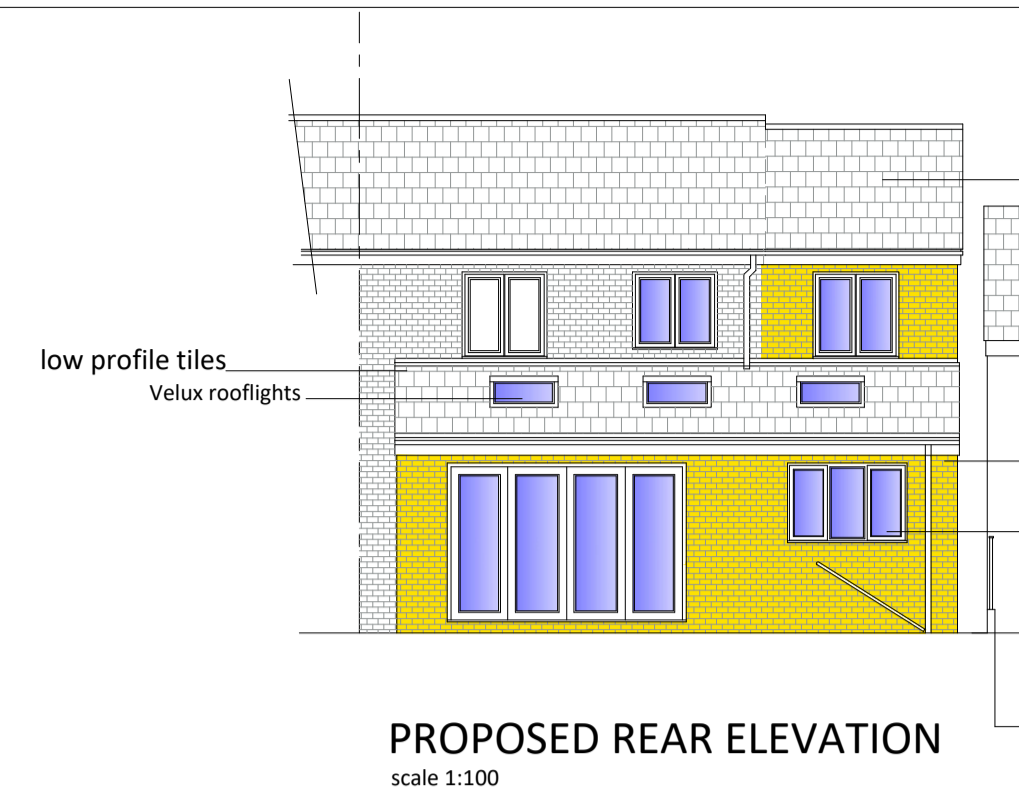 low profile tiles
Velux rooflights
PROPOSED REAR ELEVATION
scale 1:100